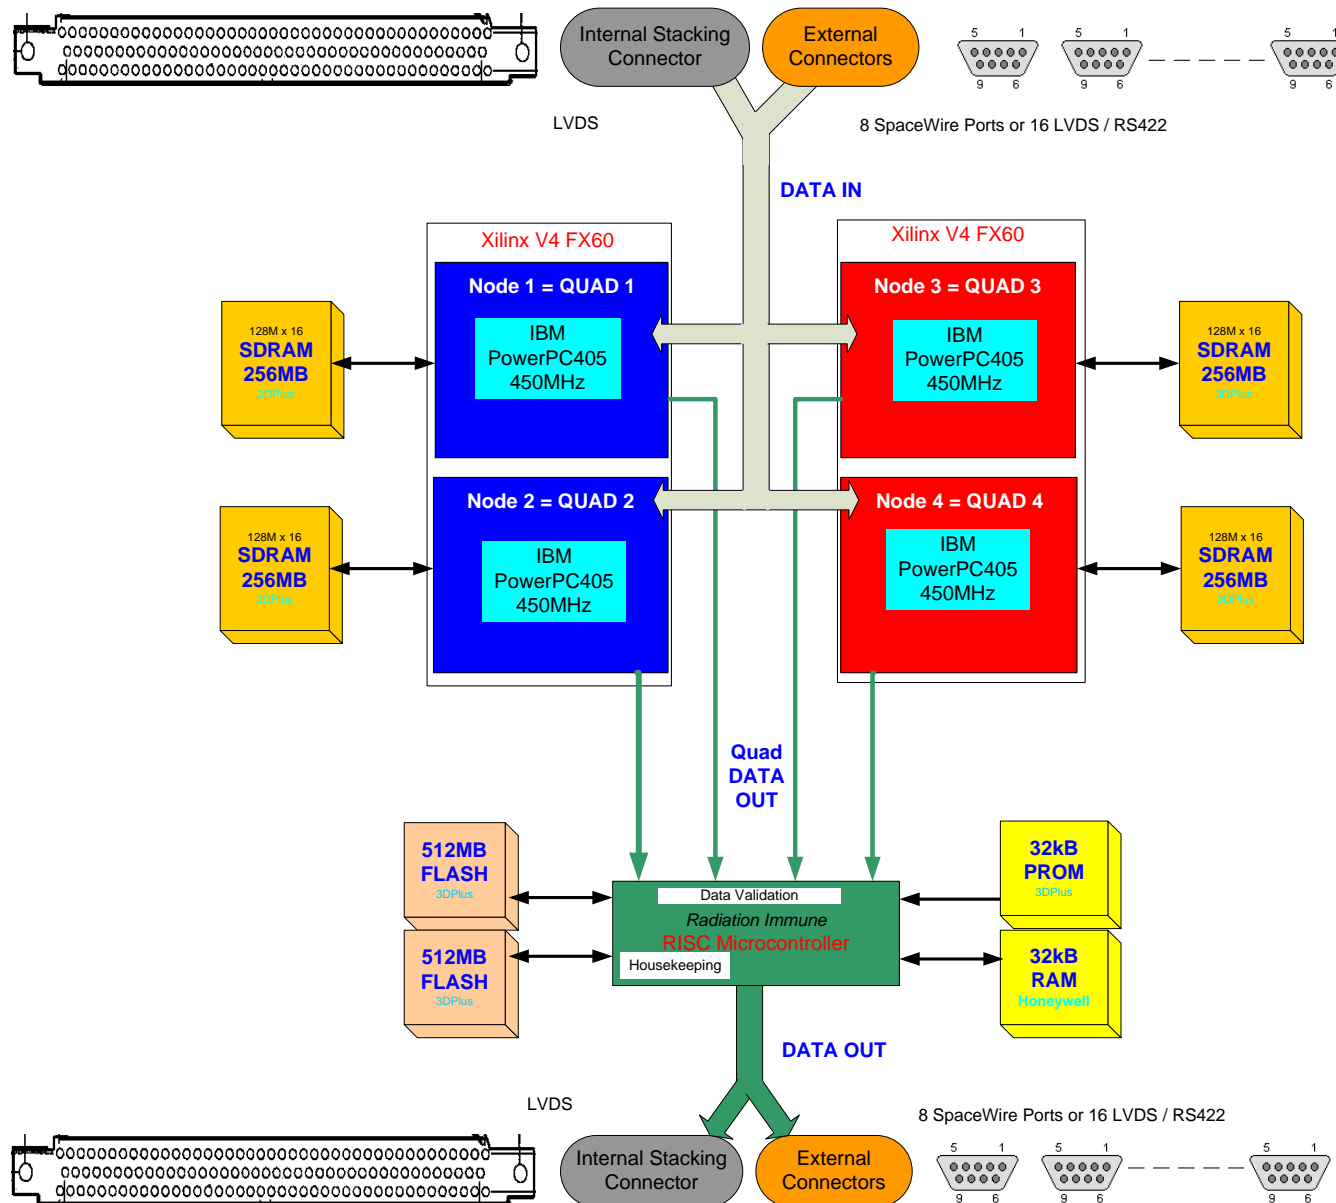 Internal Stacking
Connector
External
Connectors
5 1
5 1
5 1
9 6
9 6
9 6
LVDS
8 SpaceWire Ports or 16 LVDS / RS422
DATA IN
Xilinx V4 FX60
Xilinx V4 FX60
Node 1 = QUAD 1
IBM
PowerPC405
450MHz
Node 3 = QUAD 3
IBM
PowerPC405
450MHz
128M x 16
SDRAM
256MB
3DPlus
128M x 16
SDRAM
256MB
3DPlus
Node 2 = QUAD 2
IBM
PowerPC405
450MHz
Node 4 = QUAD 4
IBM
PowerPC405
450MHz
128M x 16
SDRAM
256MB
3DPlus
128M x 16
SDRAM
256MB
3DPlus
Quad
DATA
OUT
512MB
FLASH
3DPlus
512MB
FLASH
3DPlus
Data Validation
Radiation Immune
RISC Microcontroller
Housekeeping
32kB
PROM
3DPlus
32kB
RAM
Honeywell
DATA OUT
LVDS
8 SpaceWire Ports or 16 LVDS / RS422
Internal Stacking
Connector
External
Connectors
5 1
5 1
5 1
9 6
9 6
9 6